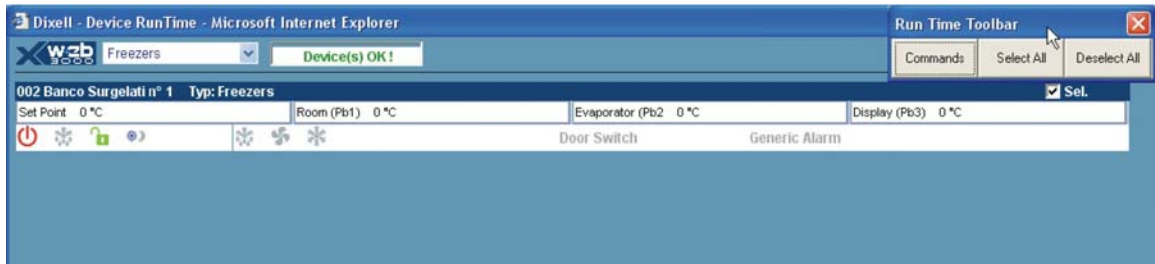 Dixell - Device RunTime - Microsoft Internet Explorer
Run Time Toolbar
XWEB 3000 Freezers Device(s) OK!
Commands Select All Deselect All
002 Banco Surgelati n° 1 Typ: Freezers Sel.
Set Point 0 °C Room (Pb1) 0 °C Evaporator (Pb2 0 °C Display (Pb3) 0 °C
Door Switch Generic Alarm